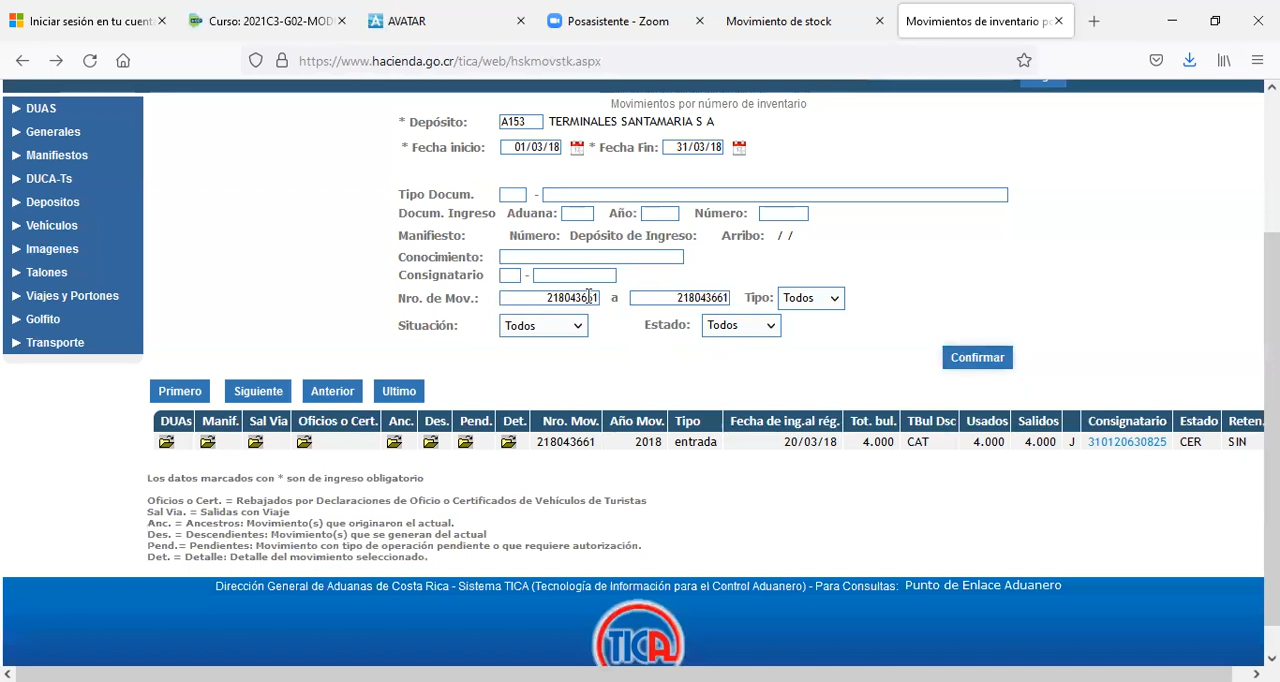 Iniciar sesión en tu cuenta
Curso: 2021C3-G02-MOD
AVATAR
Posasistente - Zoom
Movimiento de stock
Movimientos de inventario po
https://www.hacienda.go.cr/tica/web/hskmovstk.aspx
DUAS
Generales
Manifiestos
DUCA-Ts
Depositos
Vehículos
Imagenes
Talones
Viajes y Portones
Golfito
Transporte
Movimientos por número de inventario
* Depósito: A153 TERMINALES SANTAMARIA S A
* Fecha inicio: 01/03/18 * Fecha Fin: 31/03/18
Tipo Docum. -
Docum. Ingreso Aduana: Año: Número:
Manifiesto: Número: Depósito de Ingreso: Arribo: / /
Conocimiento:
Consignatario -
Nro. de Mov.: 218043661 a 218043661 Tipo: Todos
Situación: Todos Estado: Todos
Confirmar
Primero Siguiente Anterior Ultimo
DUAs Manif. Sal Via Oficios o Cert. Anc. Des. Pend. Det. Nro. Mov. Año Mov. Tipo Fecha de ing.al rég. Tot. bul. TBul Dsc Usados Salidos Consignatario Estado Reten.
218043661 2018 entrada 20/03/18 4.000 CAT 4.000 4.000 J 310120630825 CER SIN
Los datos marcados con * son de ingreso obligatorio
Oficios o Cert. = Rebajados por Declaraciones de Oficio o Certificados de Vehículos de Turistas
Sal Via. = Salidas con Viaje
Anc. = Ancestros: Movimiento(s) que originaron el actual.
Des. = Descendientes: Movimiento(s) que se generan del actual
Pend.= Pendientes: Movimiento con tipo de operación pendiente o que requiere autorización.
Det. = Detalle: Detalle del movimiento seleccionado.
Dirección General de Aduanas de Costa Rica - Sistema TICA (Tecnología de Información para el Control Aduanero) - Para Consultas: Punto de Enlace Aduanero
TICA